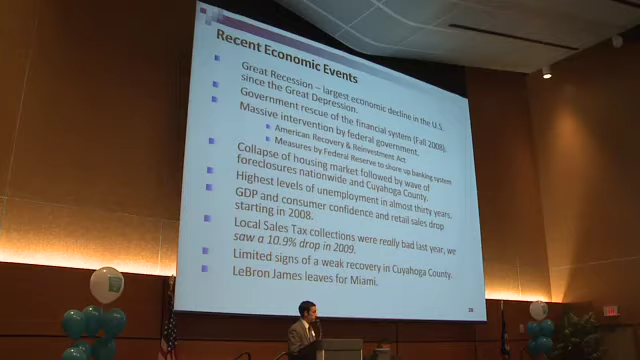 Recent Economic Events
Great Recession – largest economic decline in the U.S.
since the Great Depression.
Government rescue of the financial system (Fall 2008).
Massive intervention by federal government.
American Recovery & Reinvestment Act
Measures by Federal Reserve to shore up banking system
Collapse of housing market followed by wave of
foreclosures nationwide and Cuyahoga County.
Highest levels of unemployment in almost thirty years.
GDP and consumer confidence and retail sales drop
starting in 2008.
Local Sales Tax collections were really bad last year, we
saw a 10.9% drop in 2009.
Limited signs of a weak recovery in Cuyahoga County.
LeBron James leaves for Miami.